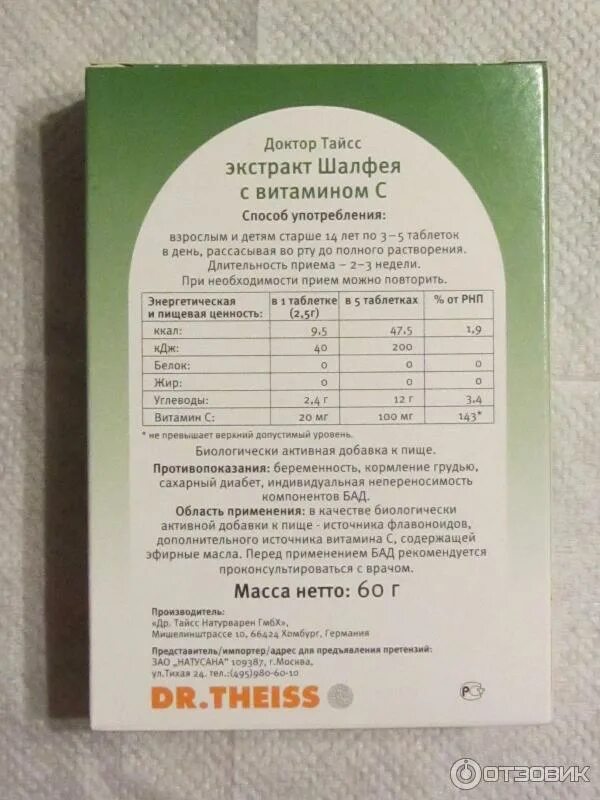 Доктор Тайсс
экстракт Шалфея
с витамином С
Способ употребления:
взрослым и детям старше 14 лет по 3–5 таблеток
в день, рассасывая во рту до полного растворения.
Длительность приема – 2–3 недели.
При необходимости прием можно повторить.
Энергетическая и пищевая ценность: в 1 таблетке (2,5г) в 5 таблетках % от РНП
ккал: 9,5 47,5 1,9
кДж: 40 200
Белок: 0 0 0
Жир: 0 0 0
Углеводы: 2,4 г 12 г 3,4
Витамин С: 20 мг 100 мг 143*
* не превышает верхний допустимый уровень.
Биологически активная добавка к пище.
Противопоказания: беременность, кормление грудью,
сахарный диабет, индивидуальная непереносимость
компонентов БАД.
Область применения: в качестве биологически
активной добавки к пище - источника флавоноидов,
дополнительного источника витамина С, содержащей
эфирные масла. Перед применением БАД рекомендуется
проконсультироваться с врачом.
Масса нетто: 60 г
Производитель:
«Др. Тайсс Натурварен ГмбХ»,
Мишелинштрассе 10, 66424 Хомбург, Германия
Представитель/импортер/адрес для предъявления претензий:
ЗАО „НАТУСАНА" 109387, г.Москва,
ул.Тихая 24. тел.:(495)980-60-10
DR.THEISS
РСТ
ОТЗОВИК